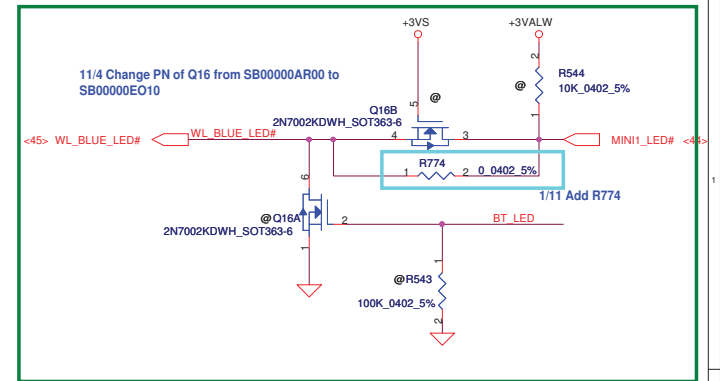 +3VS
+3VALW
11/4 Change PN of Q16 from SB00000AR00 to
SB00000EO10
2
R544
@
10K_0402_5%
1
5
@
Q16B
2N7002KDWH_SOT363-6
<45> WL_BLUE_LED#
WL_BLUE_LED#
4
3
MINI1_LED# <44>
R774
1
2
0_0402_5%
1/11 Add R774
1
6
@Q16A
2
BT_LED
2N7002KDWH_SOT363-6
1
1
@R543
100K_0402_5%
2